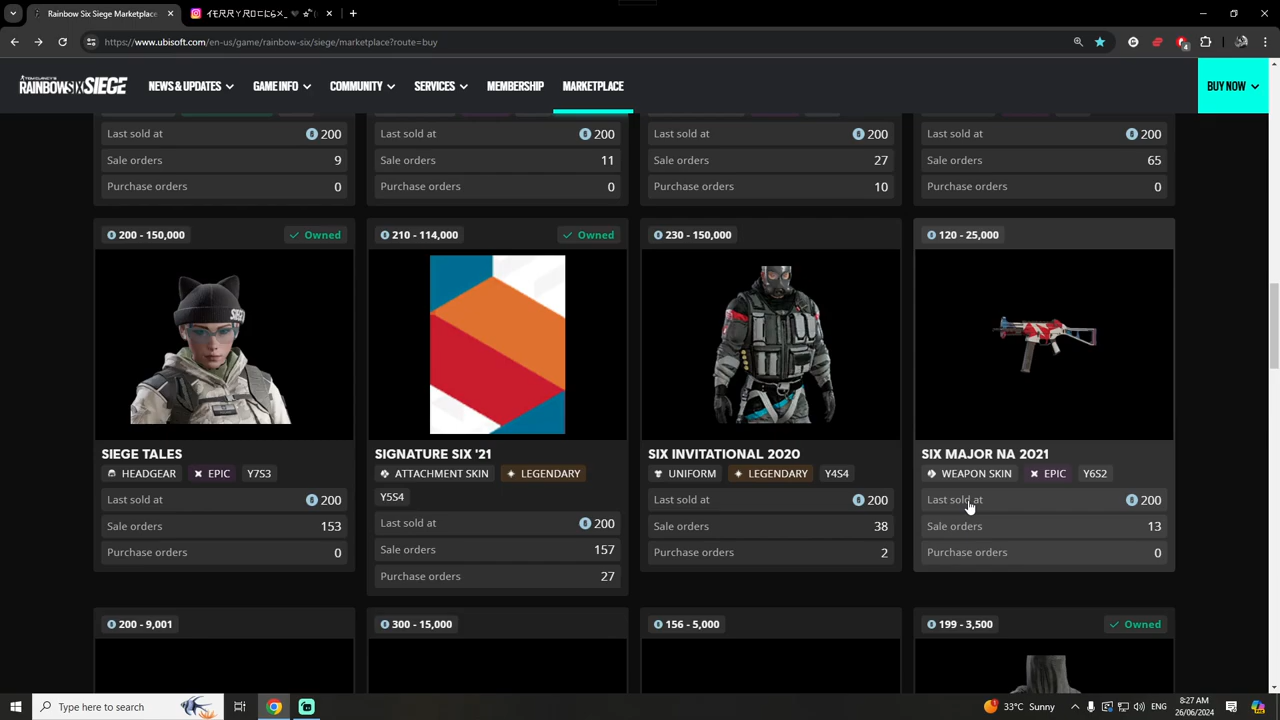 Rainbow Six Siege Marketplace
https://www.ubisoft.com/en-us/game/rainbow-six/siege/marketplace?route=buy
4
TOM CLANCY'S
RAINBOWSIXSIEGE
NEWS & UPDATES
GAME INFO
COMMUNITY
SERVICES
MEMBERSHIP
MARKETPLACE
BUY NOW
Last sold at 200
Sale orders 9
Purchase orders 0
Last sold at 200
Sale orders 11
Purchase orders 0
Last sold at 200
Sale orders 27
Purchase orders 10
Last sold at 200
Sale orders 65
Purchase orders 0
200 - 150,000 Owned
SIEGE
SIEGE TALES
HEADGEAR EPIC Y7S3
Last sold at 200
Sale orders 153
Purchase orders 0
210 - 114,000 Owned
SIGNATURE SIX '21
ATTACHMENT SKIN LEGENDARY
Y5S4
Last sold at 200
Sale orders 157
Purchase orders 27
230 - 150,000
SIX INVITATIONAL 2020
UNIFORM LEGENDARY Y4S4
Last sold at 200
Sale orders 38
Purchase orders 2
120 - 25,000
SIX MAJOR NA 2021
WEAPON SKIN EPIC Y6S2
Last sold at 200
Sale orders 13
Purchase orders 0
200 - 9,001
300 - 15,000
156 - 5,000
199 - 3,500 Owned
Type here to search
33°C Sunny
ENG
8:27 AM
26/06/2024